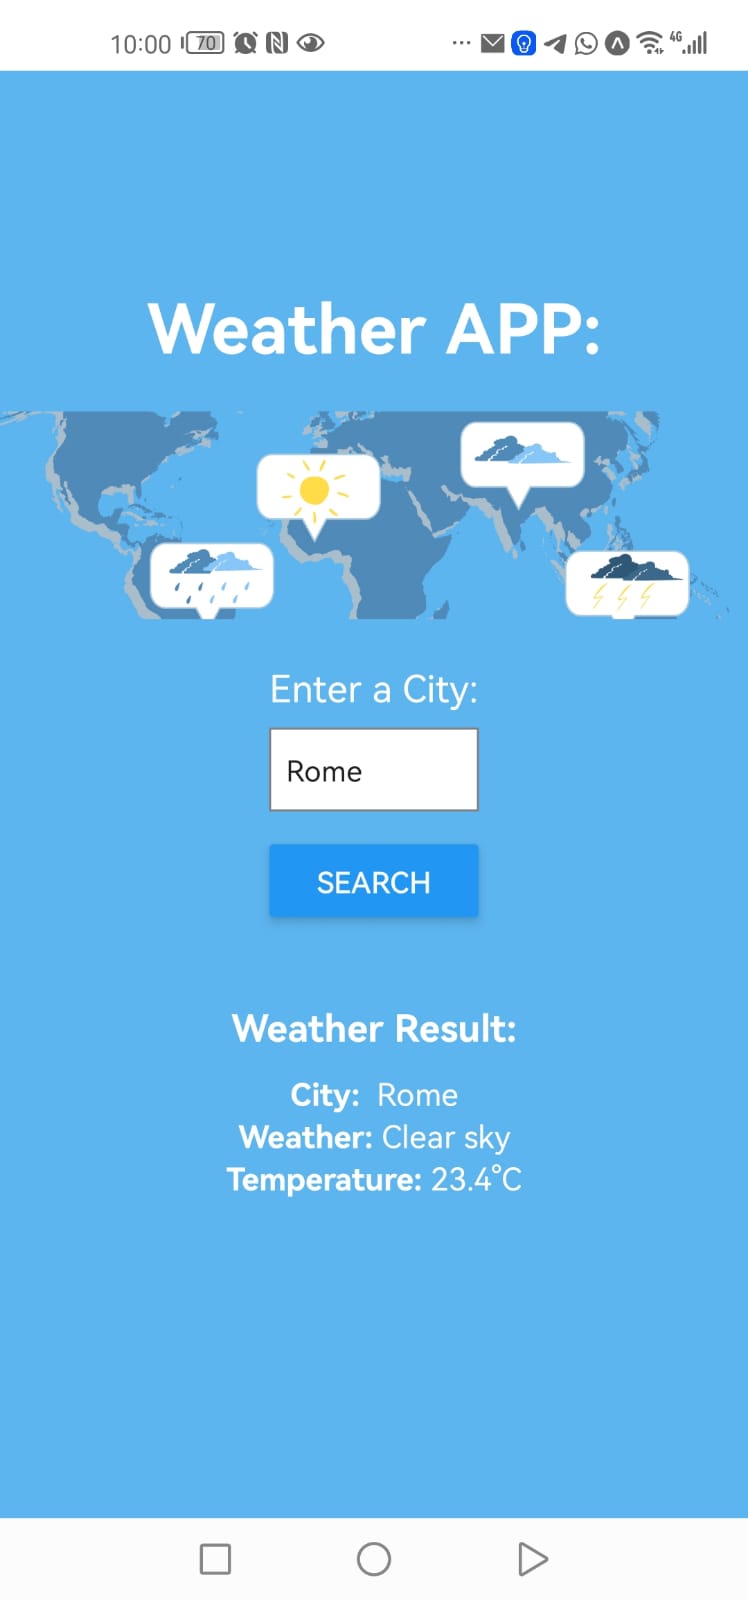 10:00 70 4G
Weather APP:
Enter a City:
Rome
SEARCH
Weather Result:
City: Rome
Weather: Clear sky
Temperature: 23.4°C